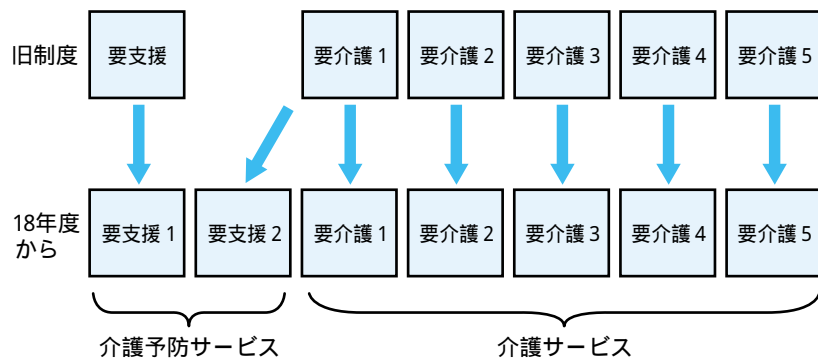 旧制度
要支援
要介護1
要介護2
要介護3
要介護4
要介護5
18年度
から
要支援1
要支援2
要介護1
要介護2
要介護3
要介護4
要介護5
介護予防サービス
介護サービス